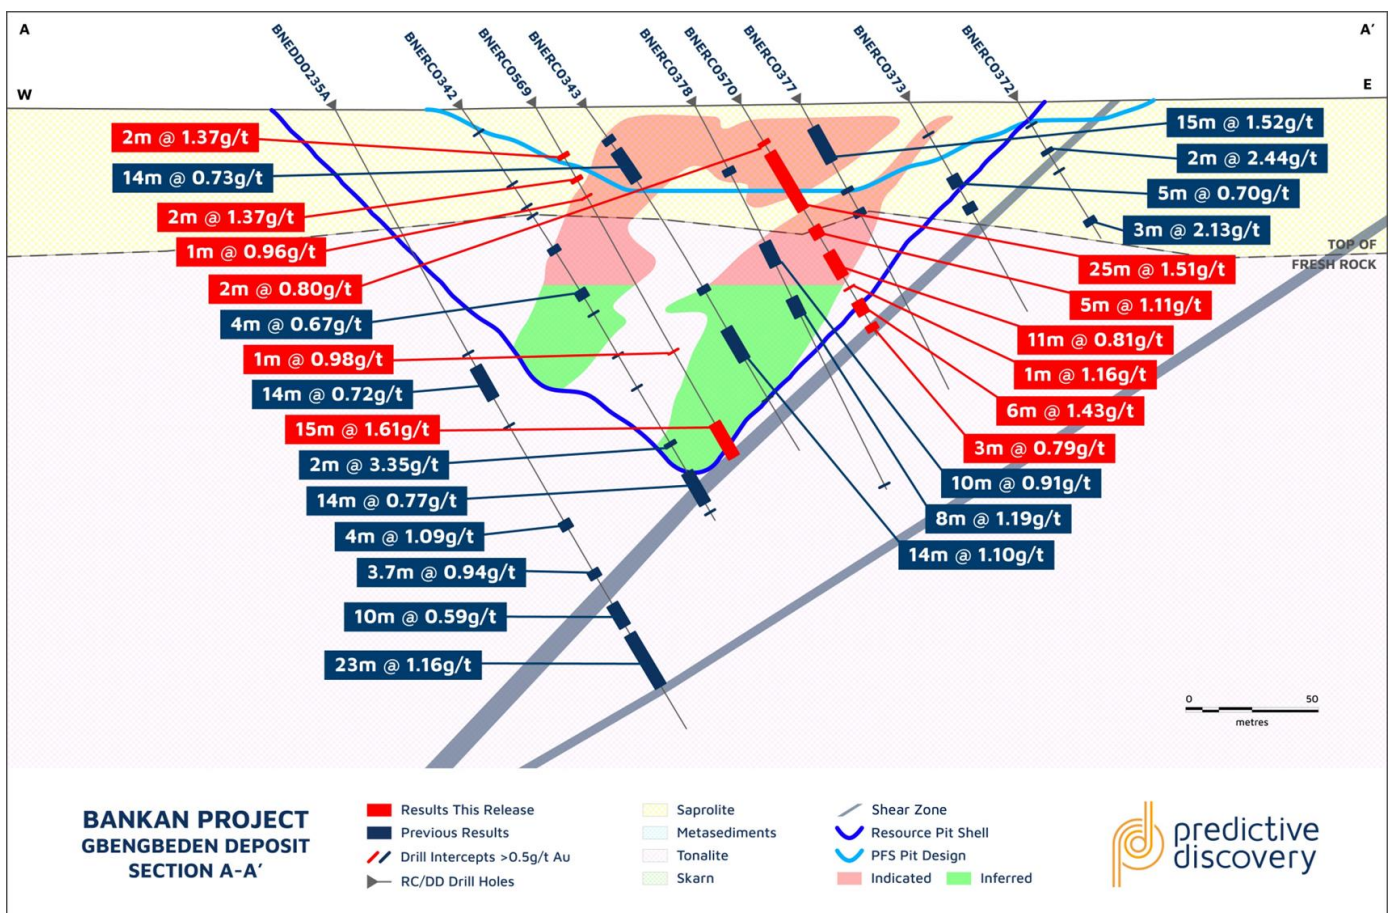 A
A′
W
E
BNEDD0235A
BNERC0342
BNERC0569
BNERC0343
BNERC0378
BNERC0570
BNERC0377
BNERC0373
BNERC0372
2m @ 1.37g/t
14m @ 0.73g/t
2m @ 1.37g/t
1m @ 0.96g/t
2m @ 0.80g/t
4m @ 0.67g/t
1m @ 0.98g/t
14m @ 0.72g/t
15m @ 1.61g/t
2m @ 3.35g/t
14m @ 0.77g/t
4m @ 1.09g/t
3.7m @ 0.94g/t
10m @ 0.59g/t
23m @ 1.16g/t
15m @ 1.52g/t
2m @ 2.44g/t
5m @ 0.70g/t
3m @ 2.13g/t
TOP OF
FRESH ROCK
25m @ 1.51g/t
5m @ 1.11g/t
11m @ 0.81g/t
1m @ 1.16g/t
6m @ 1.43g/t
3m @ 0.79g/t
10m @ 0.91g/t
8m @ 1.19g/t
14m @ 1.10g/t
0 50
metres
BANKAN PROJECT
GBENGBEDEN DEPOSIT
SECTION A-A′
Results This Release
Previous Results
Drill Intercepts >0.5g/t Au
RC/DD Drill Holes
Saprolite
Metasediments
Tonalite
Skarn
Shear Zone
Resource Pit Shell
PFS Pit Design
Indicated
Inferred
predictive
discovery